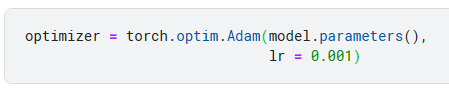 optimizer = torch.optim.Adam(model.parameters(),
                             lr = 0.001)